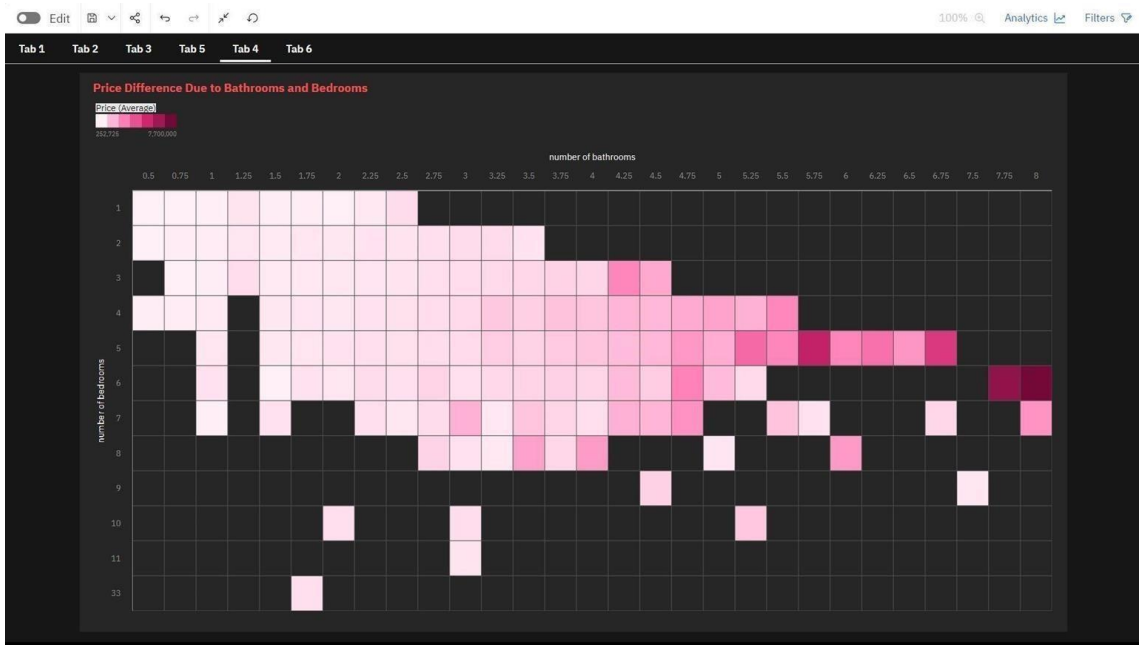 Edit
100%
Analytics
Filters
Tab 1 Tab 2 Tab 3 Tab 5 Tab 4 Tab 6
Price Difference Due to Bathrooms and Bedrooms
Price (Average)
252,725 7,700,000
number of bathrooms
0.5 0.75 1 1.25 1.5 1.75 2 2.25 2.5 2.75 3 3.25 3.5 3.75 4 4.25 4.5 4.75 5 5.25 5.5 5.75 6 6.25 6.5 6.75 7.5 7.75 8
number of bedrooms
1
2
3
4
5
6
7
8
9
10
11
33